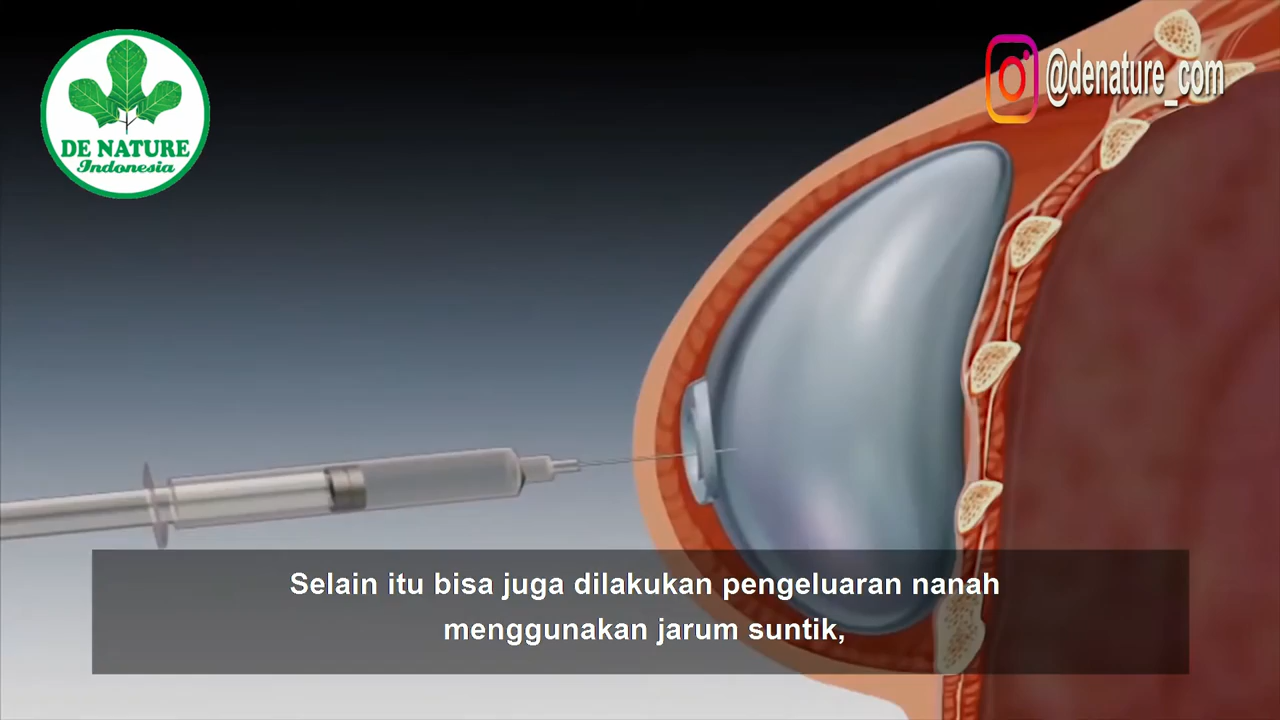 DE NATURE
Indonesia
@denature_com
Selain itu bisa juga dilakukan pengeluaran nanah
menggunakan jarum suntik,